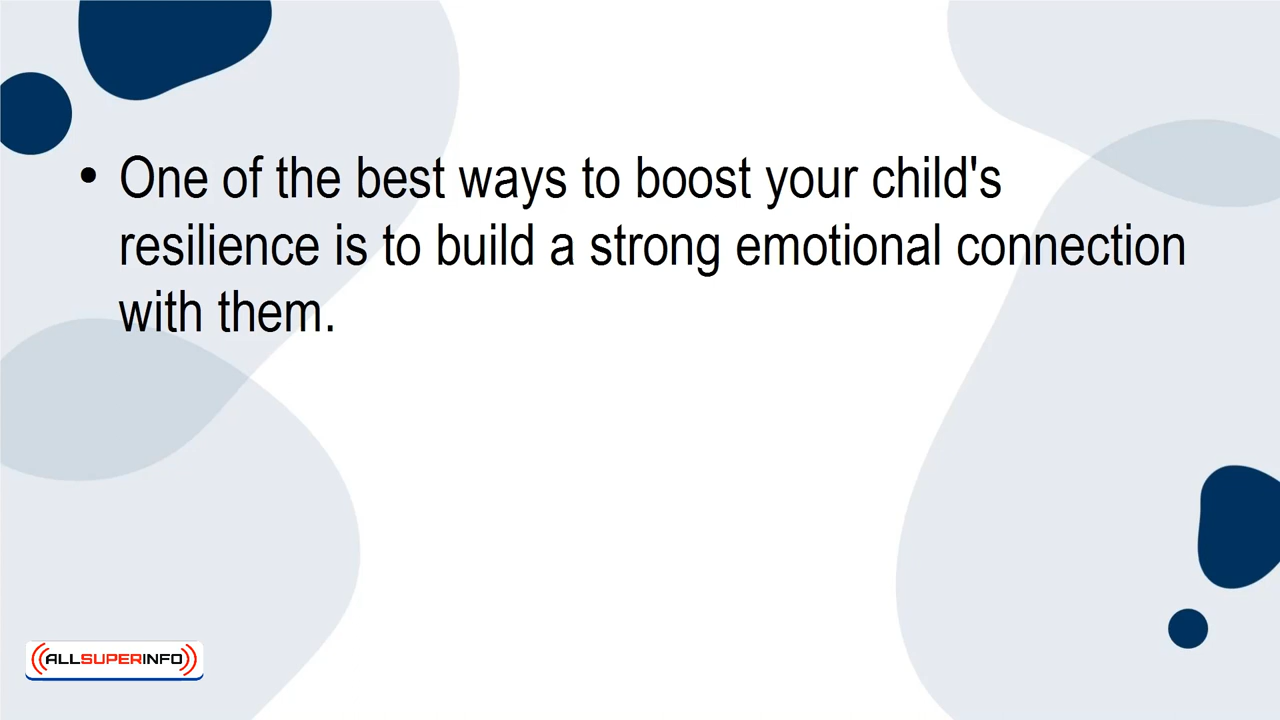 • One of the best ways to boost your child's
resilience is to build a strong emotional connection
with them.
ALLSUPERINFO